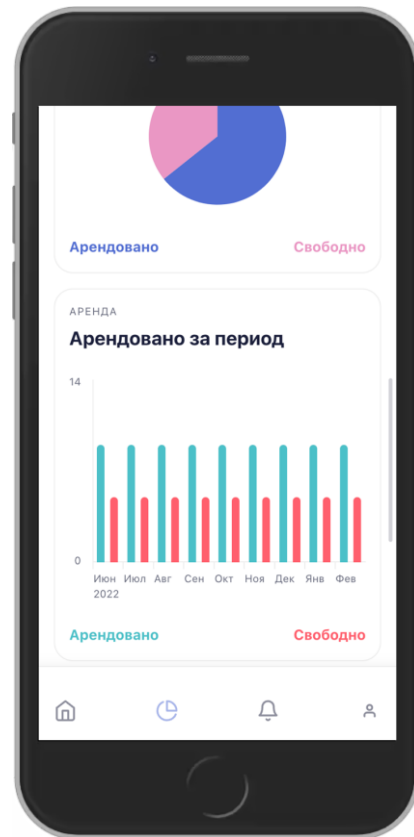 Арендовано Свободно
АРЕНДА
Арендовано за период
14
0
Июн Июл Авг Сен Окт Ноя Дек Янв Фев
2022
Арендовано Свободно